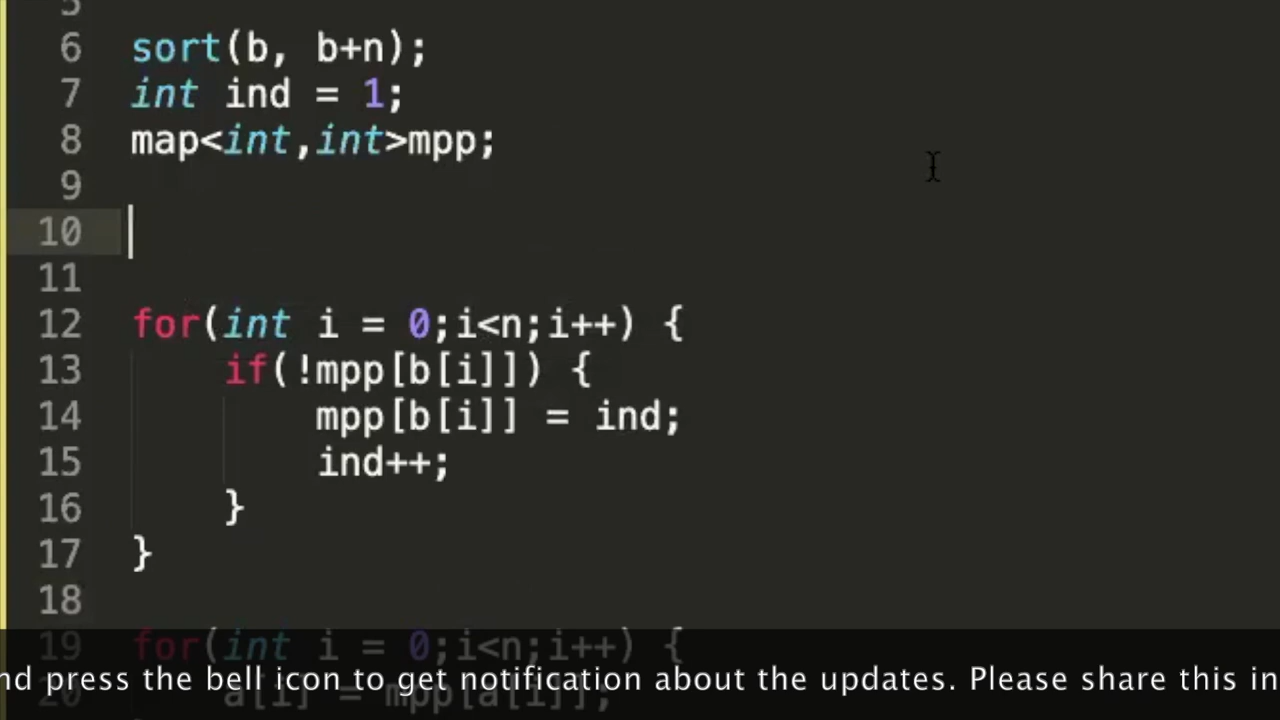 5
6 sort(b, b+n);
7 int ind = 1;
8 map<int,int>mpp;
9
10
11
12 for(int i = 0;i<n;i++) {
13 if(!mpp[b[i]]) {
14 mpp[b[i]] = ind;
15 ind++;
16 }
17 }
18
19 for(int i = 0;i<n;i++) {
20 a[i] = mpp[a[i]];
nd press the bell icon to get notification about the updates. Please share this in